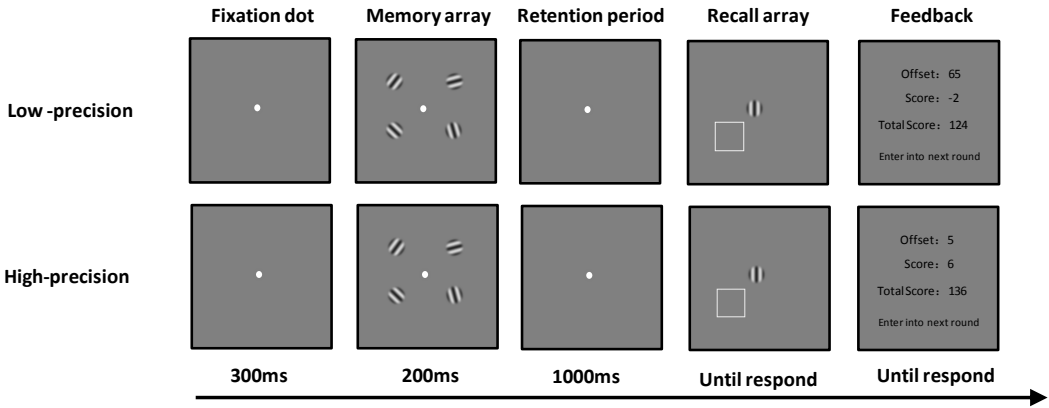 Fixation dot Memory array Retention period Recall array Feedback
Low -precision
Offset：65
Score：-2
Total Score：124
Enter into next round
High-precision
Offset：5
Score：6
Total Score：136
Enter into next round
300ms 200ms 1000ms Until respond Until respond